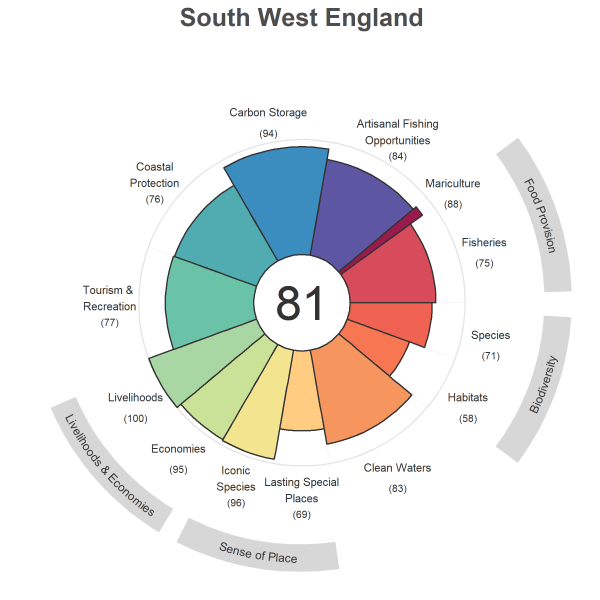 South West England
Carbon Storage
(94)
Artisanal Fishing
Opportunities
(84)
Mariculture
(88)
Fisheries
(75)
Species
(71)
Habitats
(58)
Clean Waters
(83)
Lasting Special
Places
(69)
Iconic
Species
(96)
Economies
(95)
Livelihoods
(100)
Tourism &
Recreation
(77)
Coastal
Protection
(76)
81
Food Provision
Biodiversity
Sense of Place
Livelihoods & Economies